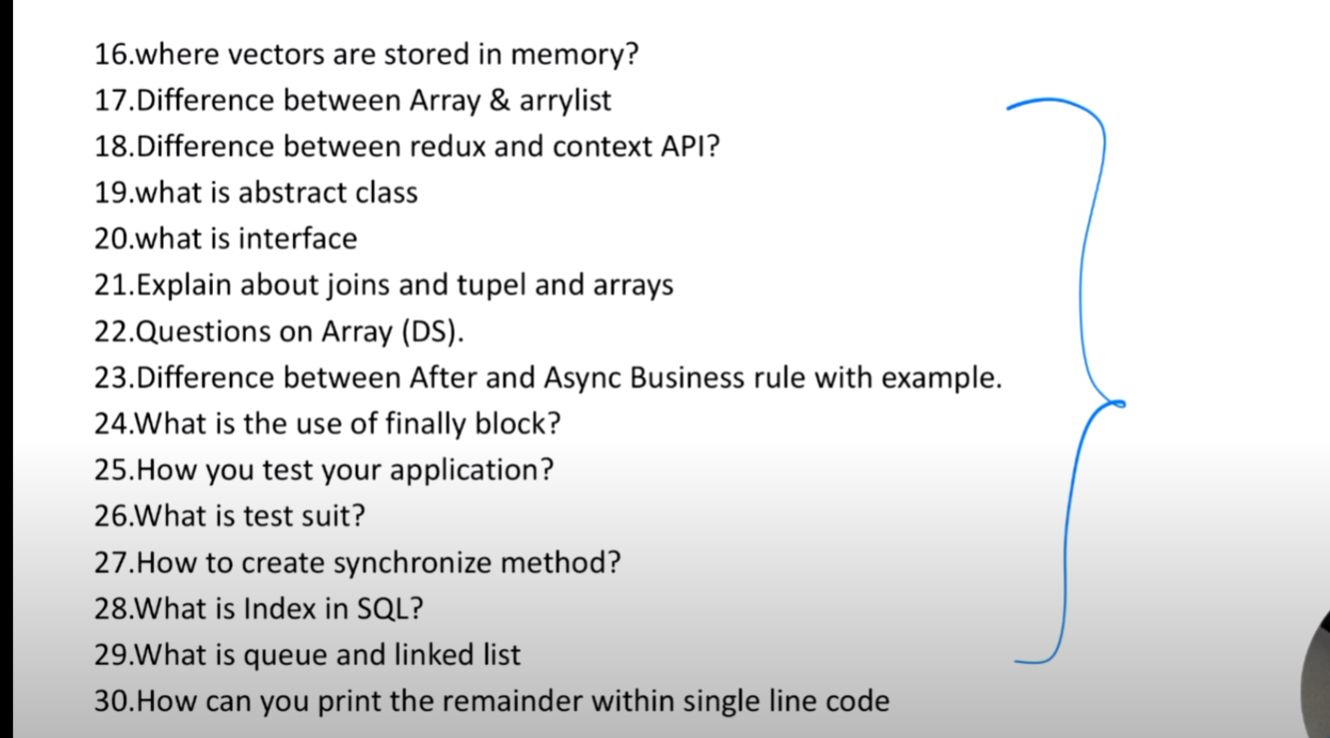 16.where vectors are stored in memory?
17.Difference between Array & arrylist
18.Difference between redux and context API?
19.what is abstract class
20.what is interface
21.Explain about joins and tupel and arrays
22.Questions on Array (DS).
23.Difference between After and Async Business rule with example.
24.What is the use of finally block?
25.How you test your application?
26.What is test suit?
27.How to create synchronize method?
28.What is Index in SQL?
29.What is queue and linked list
30.How can you print the remainder within single line code